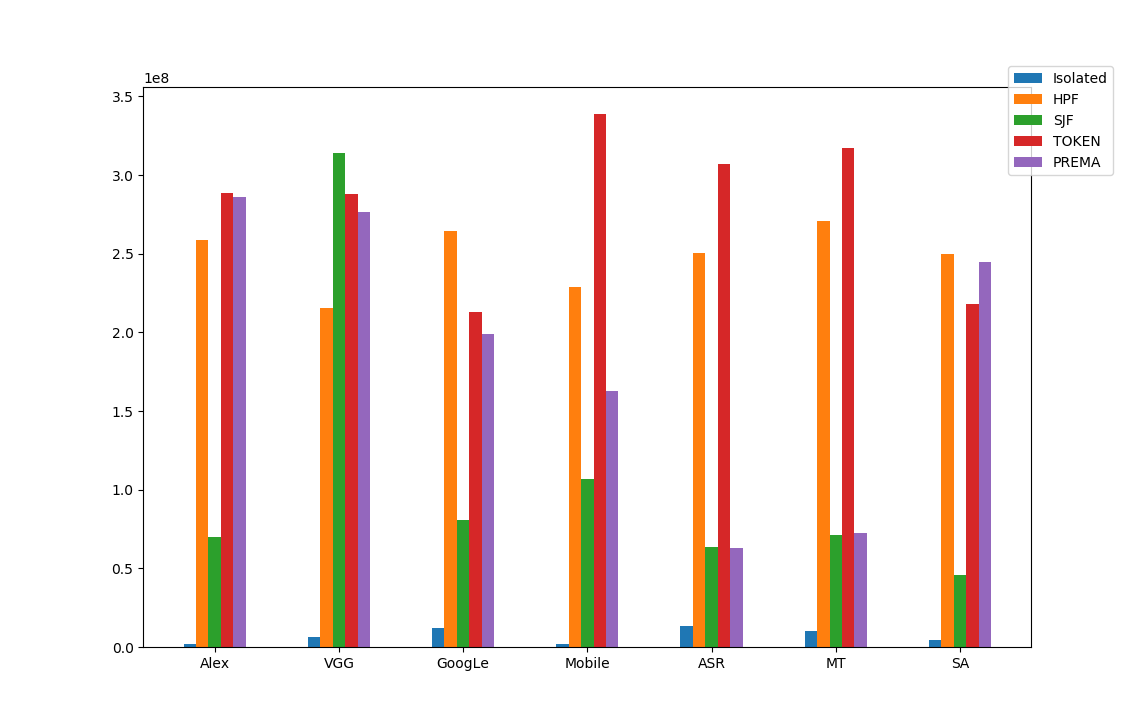 1e8
3.5
3.0
2.5
2.0
1.5
1.0
0.5
0.0
Alex VGG GoogLe Mobile ASR MT SA
Isolated
HPF
SJF
TOKEN
PREMA